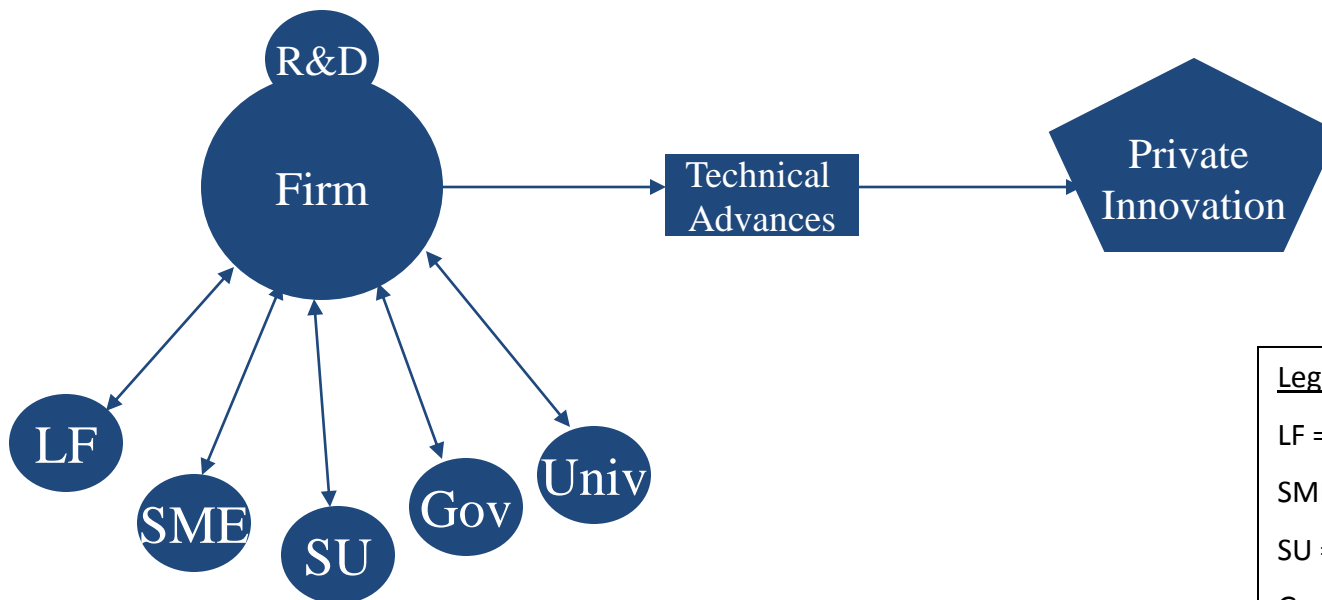 R&D
Firm
Technical
Advances
Private
Innovation
LF
SME
SU
Gov
Univ
Leg
LF =
SM
SU =